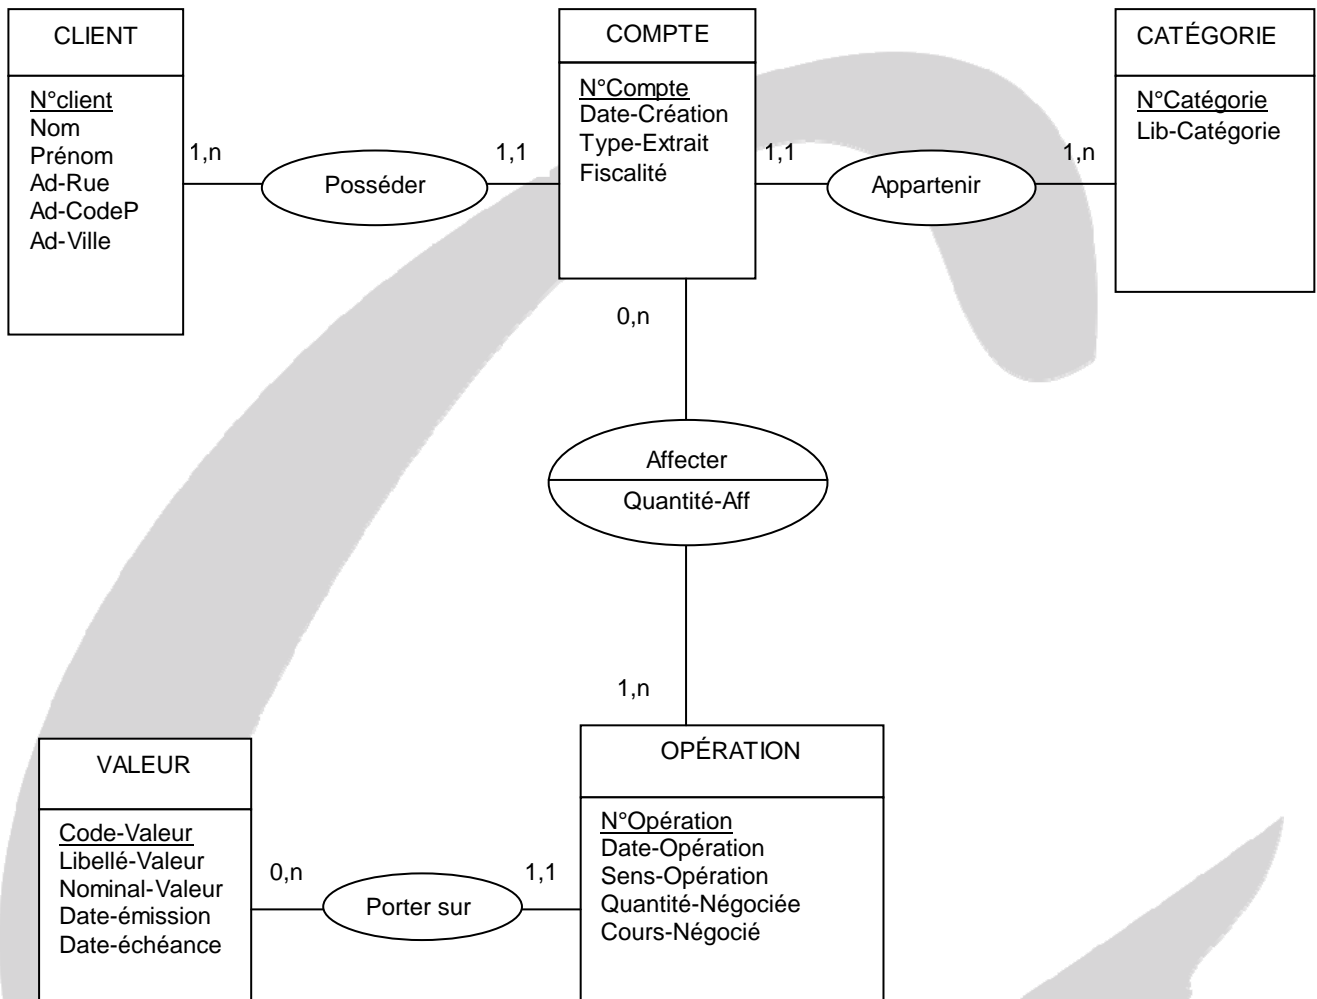 CLIENT
N°client
Nom
Prénom
Ad-Rue
Ad-CodeP
Ad-Ville
1,n
Posséder
1,1
COMPTE
N°Compte
Date-Création
Type-Extrait
Fiscalité
1,1
Appartenir
1,n
CATÉGORIE
N°Catégorie
Lib-Catégorie
0,n
Affecter
Quantité-Aff
1,n
VALEUR
Code-Valeur
Libellé-Valeur
Nominal-Valeur
Date-émission
Date-échéance
0,n
Porter sur
1,1
OPÉRATION
N°Opération
Date-Opération
Sens-Opération
Quantité-Négociée
Cours-Négocié